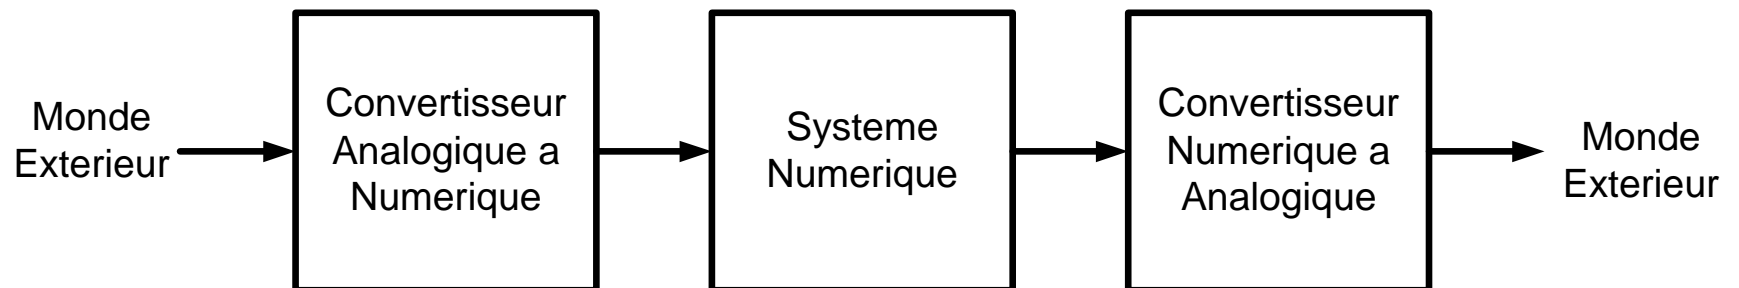 Monde
Exterieur
Convertisseur
Analogique a
Numerique
Systeme
Numerique
Convertisseur
Numerique a
Analogique
Monde
Exterieur